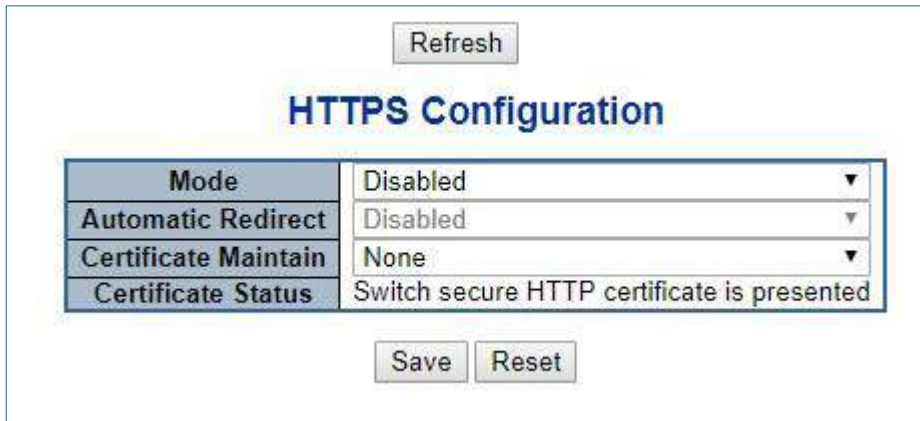 Refresh
HTTPS Configuration
Mode Disabled
Automatic Redirect Disabled
Certificate Maintain None
Certificate Status Switch secure HTTP certificate is presented
Save Reset